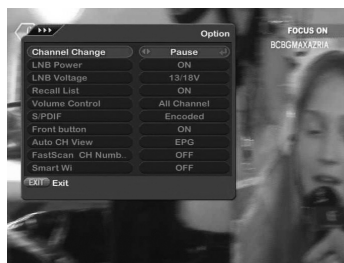 Option
FOCUS ON
BCBGMAXAZRIA
Channel Change Pause
LNB Power ON
LNB Voltage 13/18V
Recall List ON
Volume Control All Channel
S/PDIF Encoded
Front button ON
Auto CH View EPG
FastScan CH Numb.. OFF
Smart Wi OFF
EXIT Exit